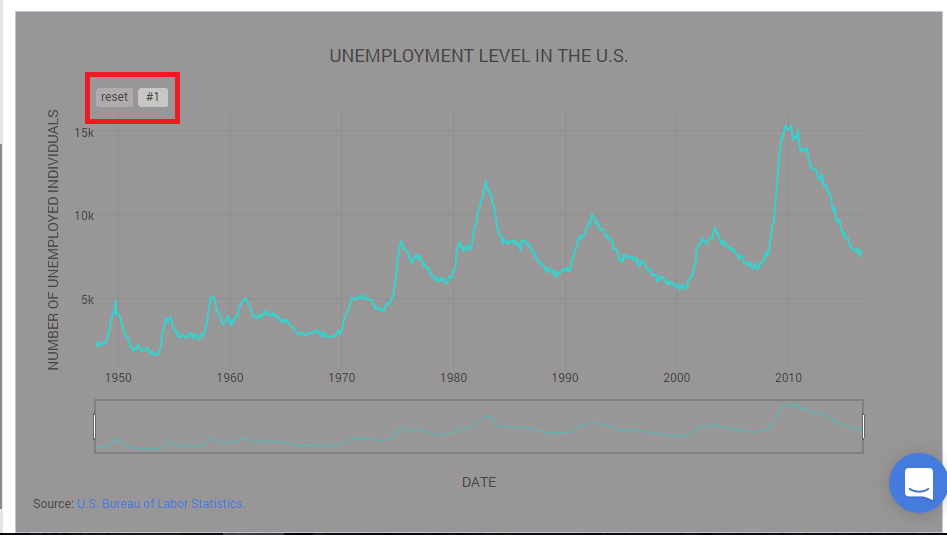 UNEMPLOYMENT LEVEL IN THE U.S.
reset #1
NUMBER OF UNEMPLOYED INDIVIDUALS
15k
10k
5k
1950 1960 1970 1980 1990 2000 2010
DATE
Source: U.S. Bureau of Labor Statistics.